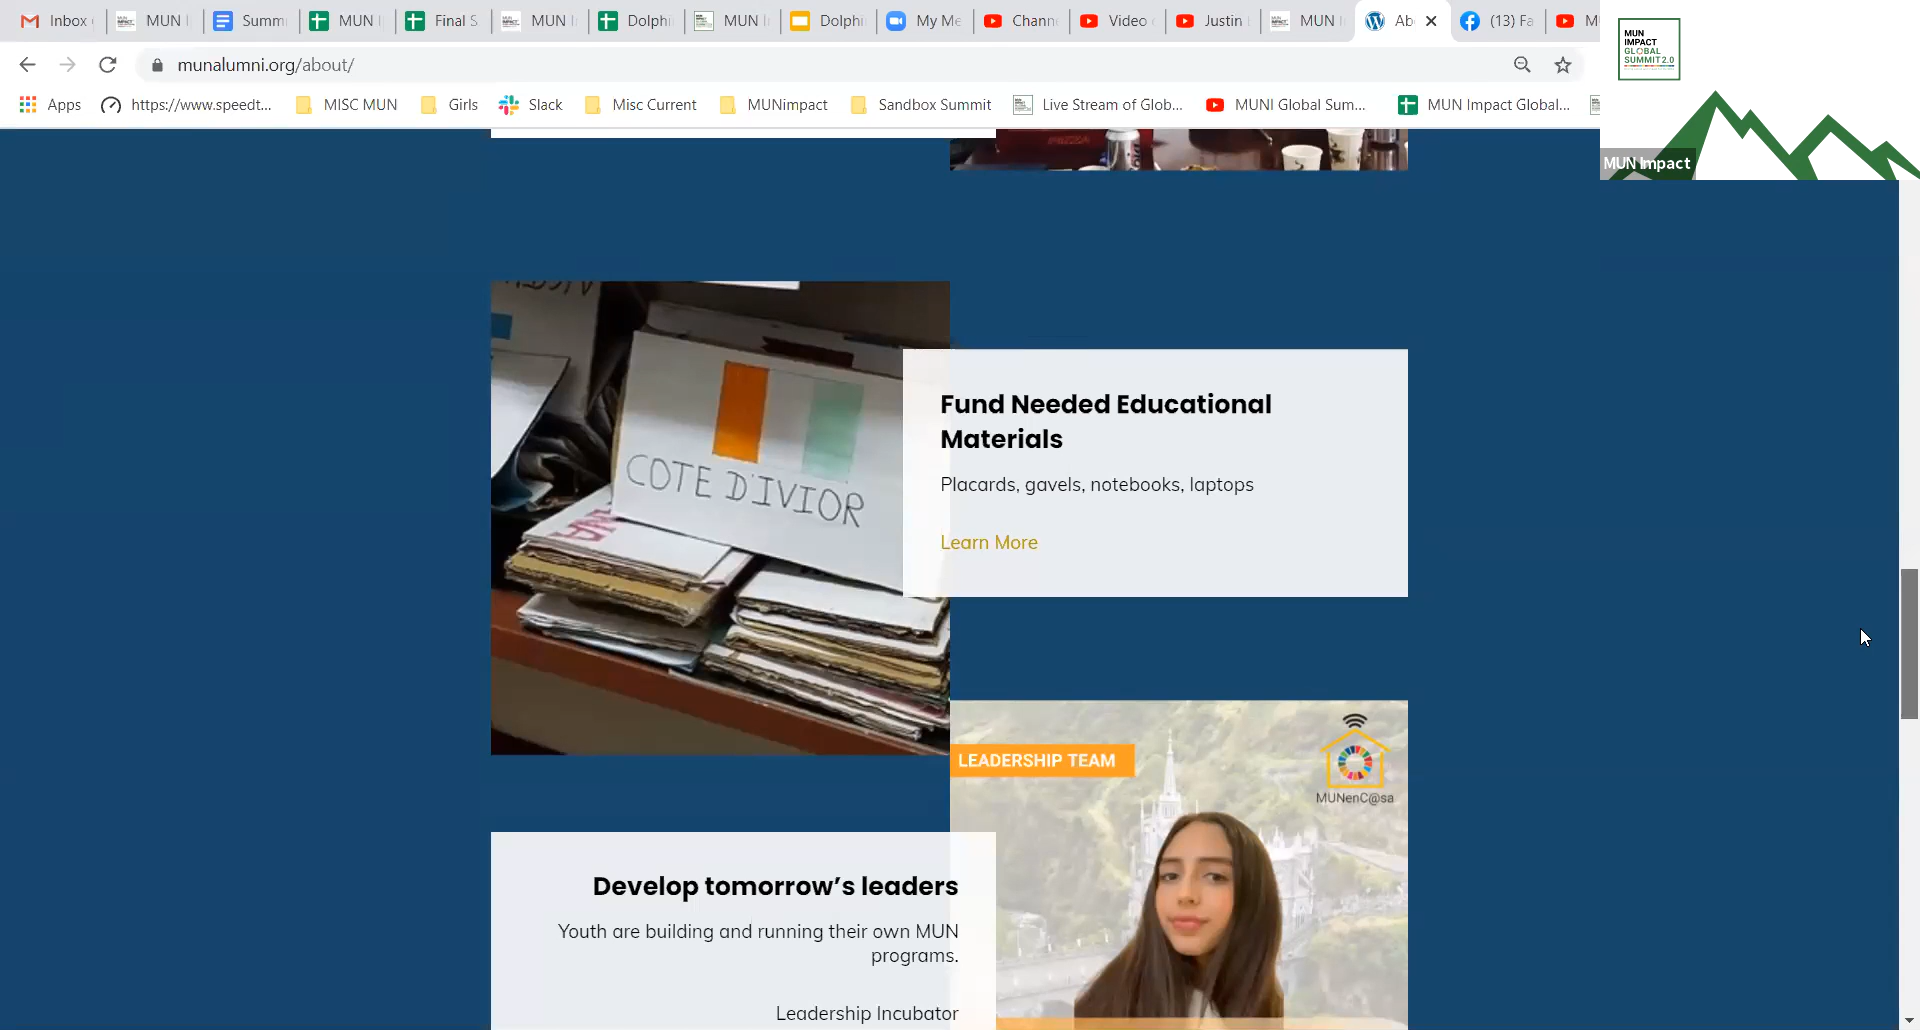 Inbox
MUN I
Summ
MUN I
Final S
MUN I
Dolphi
MUN I
Dolphi
My Me
Chann
Video
Justin
MUN I
Ab
(13) Fa
munalumni.org/about/
Apps
https://www.speedt...
MISC MUN
Girls
Slack
Misc Current
MUNimpact
Sandbox Summit
Live Stream of Glob...
MUNI Global Sum...
MUN Impact Global...
MUN
IMPACT
GLOBAL
SUMMIT 2.0
MUN Impact
COTE D'IVIOR
Fund Needed Educational
Materials
Placards, gavels, notebooks, laptops
Learn More
LEADERSHIP TEAM
MUNenC@sa
Develop tomorrow's leaders
Youth are building and running their own MUN
programs.
Leadership Incubator